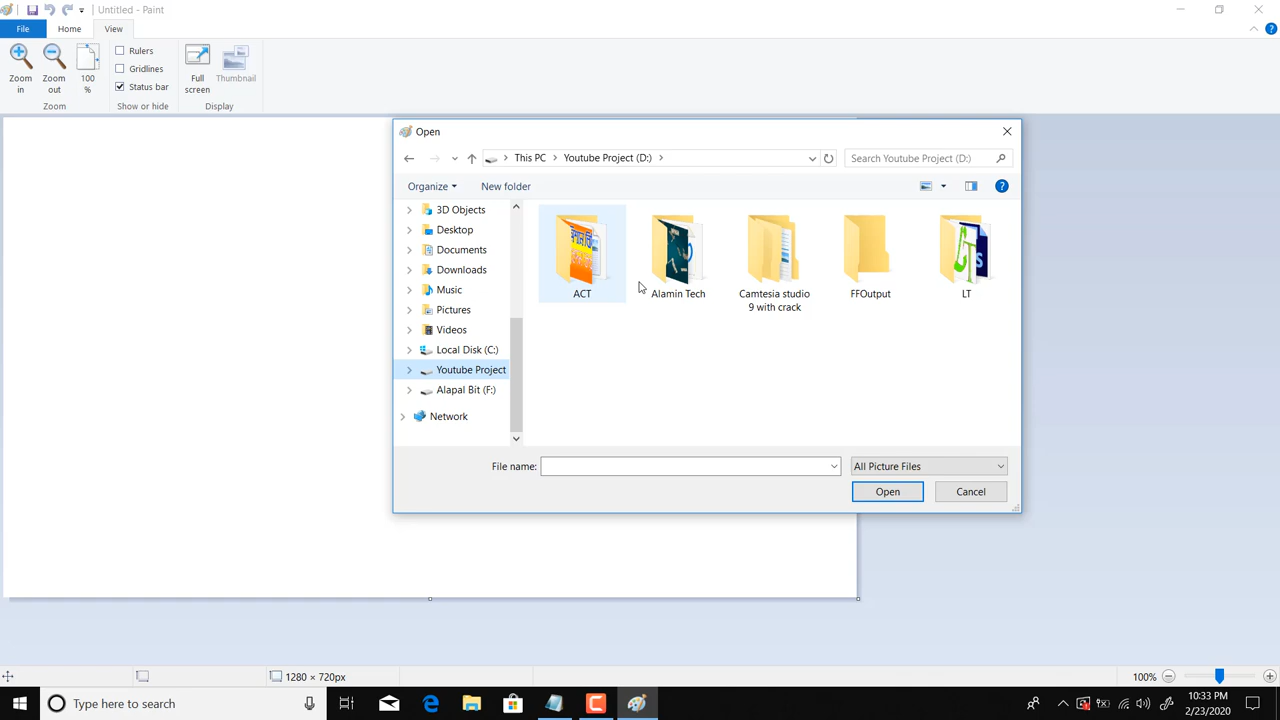 Untitled - Paint
File
Home
View
Zoom in
Zoom out
100 %
Rulers
Gridlines
Status bar
Full screen
Thumbnail
Zoom
Show or hide
Display
Open
This PC
Youtube Project (D:)
Search Youtube Project (D:)
Organize
New folder
3D Objects
Desktop
Documents
Downloads
Music
Pictures
Videos
Local Disk (C:)
Youtube Project
Alapal Bit (F:)
Network
ACT
Alamin Tech
Camtesia studio
9 with crack
FFOutput
LT
File name:
All Picture Files
Open
Cancel
1280 × 720px
100%
Type here to search
10:33 PM
2/23/2020